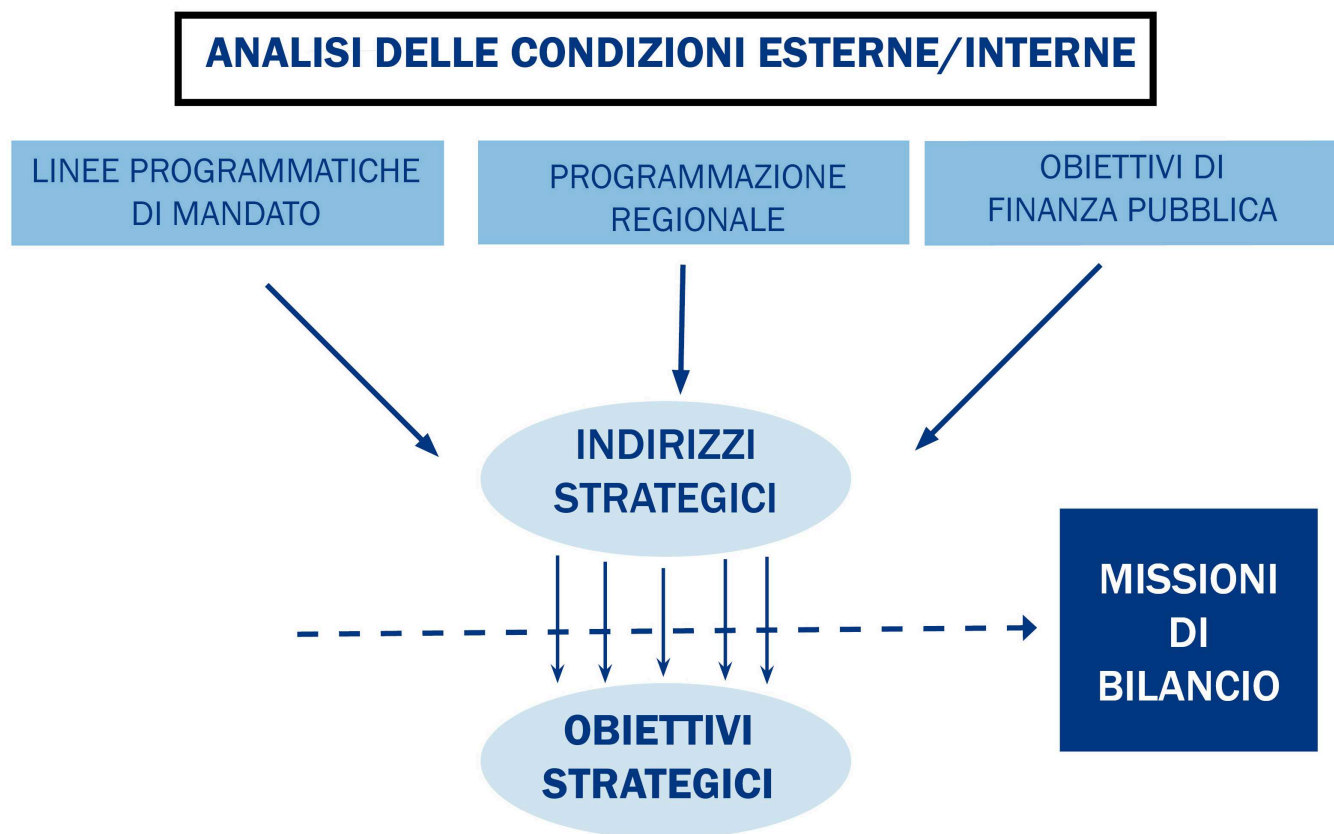 ANALISI DELLE CONDIZIONI ESTERNE/INTERNE
LINEE PROGRAMMATICHE
DI MANDATO
PROGRAMMAZIONE
REGIONALE
OBIETTIVI DI
FINANZA PUBBLICA
INDIRIZZI
STRATEGICI
MISSIONI
DI
BILANCIO
OBIETTIVI
STRATEGICI